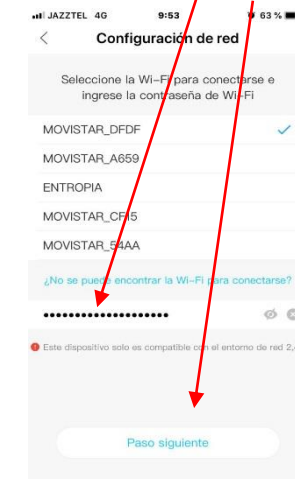 JAZZTEL 4G 9:53 63 %
Configuración de red
Seleccione la Wi-Fi para conectarse e
ingrese la contraseña de Wi-Fi
MOVISTAR_DFDF
MOVISTAR_A659
ENTROPIA
MOVISTAR_CF15
MOVISTAR_54AA
¿No se puede encontrar la Wi-Fi para conectarse?
Este dispositivo solo es compatible con el entorno de red 2,
Paso siguiente